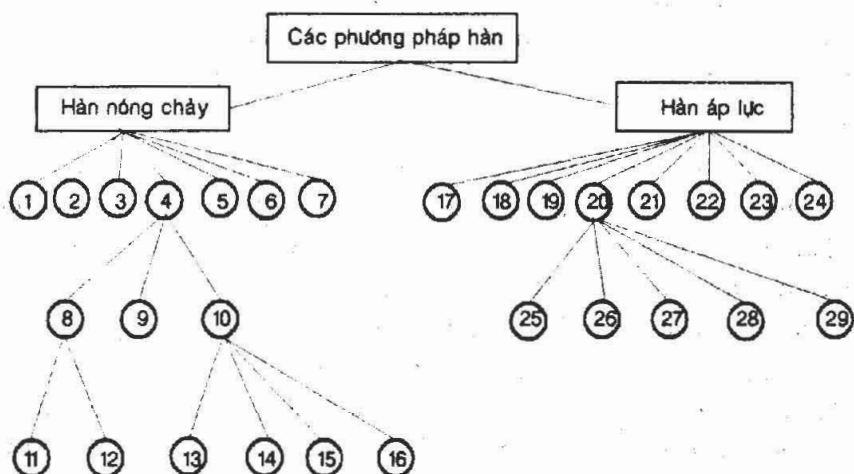 Các phương pháp hàn
Hàn nóng chảy
Hàn áp lực
1 2 3 4 5 6 7
17 18 19 20 21 22 23 24
8 9 10
25 26 27 28 29
11 12 13 14 15 16